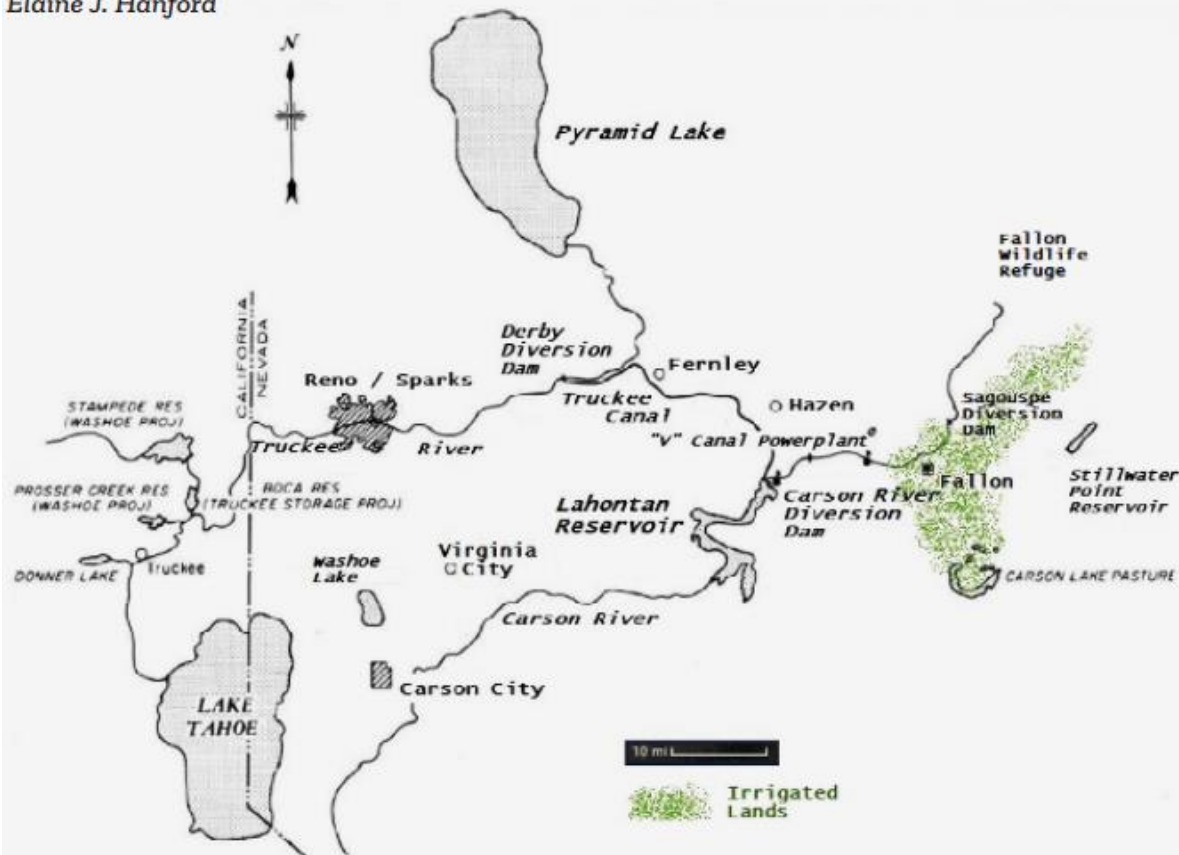 Elaine J. Hanford
N
Pyramid Lake
Fallon
Wildlife
Refuge
CALIFORNIA
NEVADA
Derby
Diversion
Dam
Fernley
Reno / Sparks
Truckee
Canal
Hazen
Sagouspe
Diversion
Dam
STAMPEDE RES
(WASHOE PROJ)
Truckee River
"V" Canal Powerplant
Fallon
Stillwater
Point
Reservoir
PROSSER CREEK RES
(WASHOE PROJ)
BOCA RES
(TRUCKEE STORAGE PROJ)
Lahontan
Reservoir
Carson River
Diversion
Dam
DONNER LAKE
Truckee
Washoe
Lake
Virginia
City
CARSON LAKE PASTURE
Carson River
Carson City
LAKE
TAHOE
10 mi
Irrigated
Lands